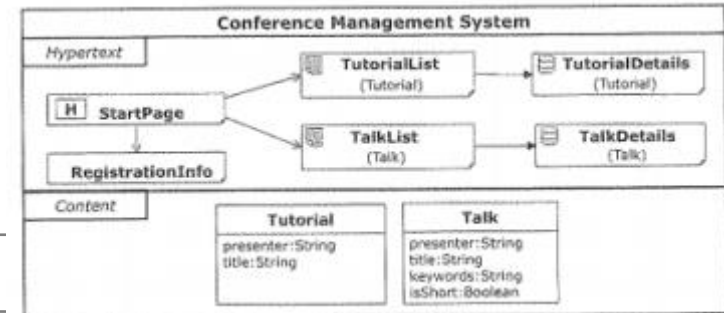 Conference Management System
Hypertext
TutorialList
(Tutorial)
TutorialDetails
(Tutorial)
H StartPage
TalkList
(Talk)
TalkDetails
(Talk)
RegistrationInfo
Content
Tutorial
presenter:String
title:String
Talk
presenter:String
title:String
keywords:String
isShort:Boolean